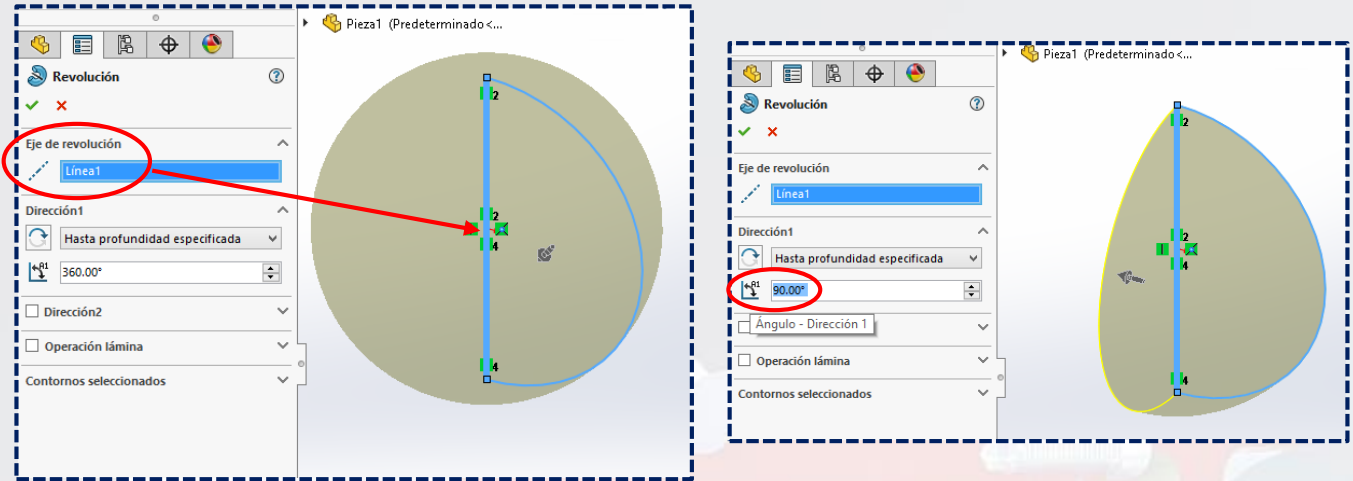 Pieza1 (Predeterminado<...
Revolución
Eje de revolución
Línea1
Dirección1
Hasta profundidad especificada
A1
360.00°
Dirección2
Operación lámina
Contornos seleccionados
2
2
4
4
Pieza1 (Predeterminado<...
Revolución
Eje de revolución
Línea1
Dirección1
Hasta profundidad especificada
A1
90.00°
Ángulo - Dirección 1
Operación lámina
Contornos seleccionados
2
2
4
4